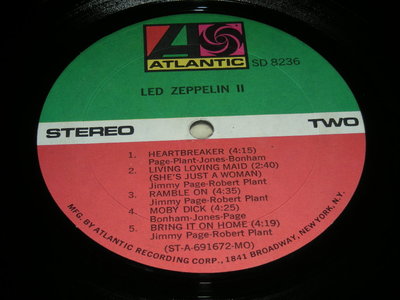 ATLANTIC SD 8236
LED ZEPPELIN II
STEREO TWO
1. HEARTBREAKER (4:15)
Page-Plant-Jones-Bonham
2. LIVING LOVING MAID (2:40)
(SHE'S JUST A WOMAN)
Jimmy Page-Robert Plant
3. RAMBLE ON (4:35)
Jimmy Page-Robert Plant
4. MOBY DICK (4:25)
Bonham-Jones-Page
5. BRING IT ON HOME (4:19)
Jimmy Page-Robert Plant
(ST-A-691672-MO)
MFG. BY ATLANTIC RECORDING CORP., 1841 BROADWAY, NEW YORK, N.Y.